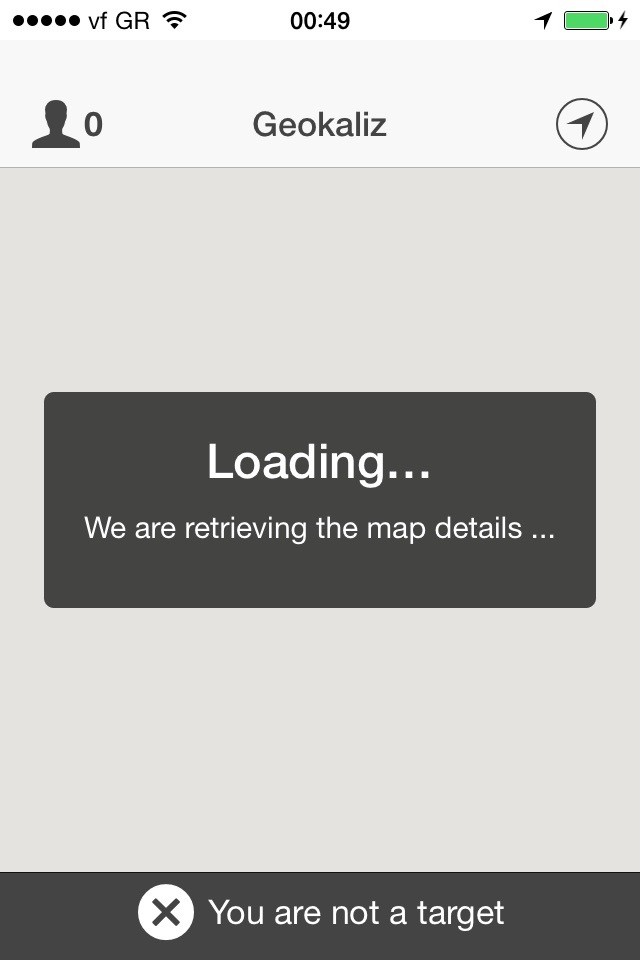 vf GR 00:49
0 Geokaliz
Loading...
We are retrieving the map details ...
You are not a target